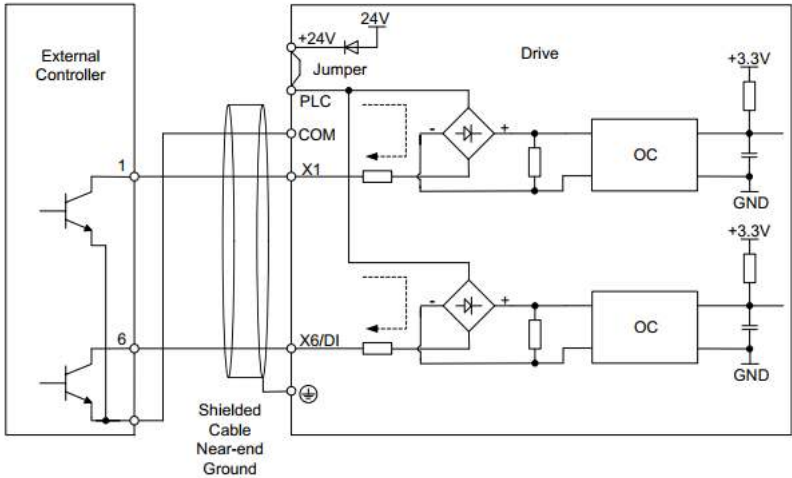 24V
+24V
External
Controller
Jumper
Drive
+3.3V
PLC
COM
-
+
OC
1
X1
GND
+3.3V
-
+
OC
6
X6/DI
GND
Shielded
Cable
Near-end
Ground